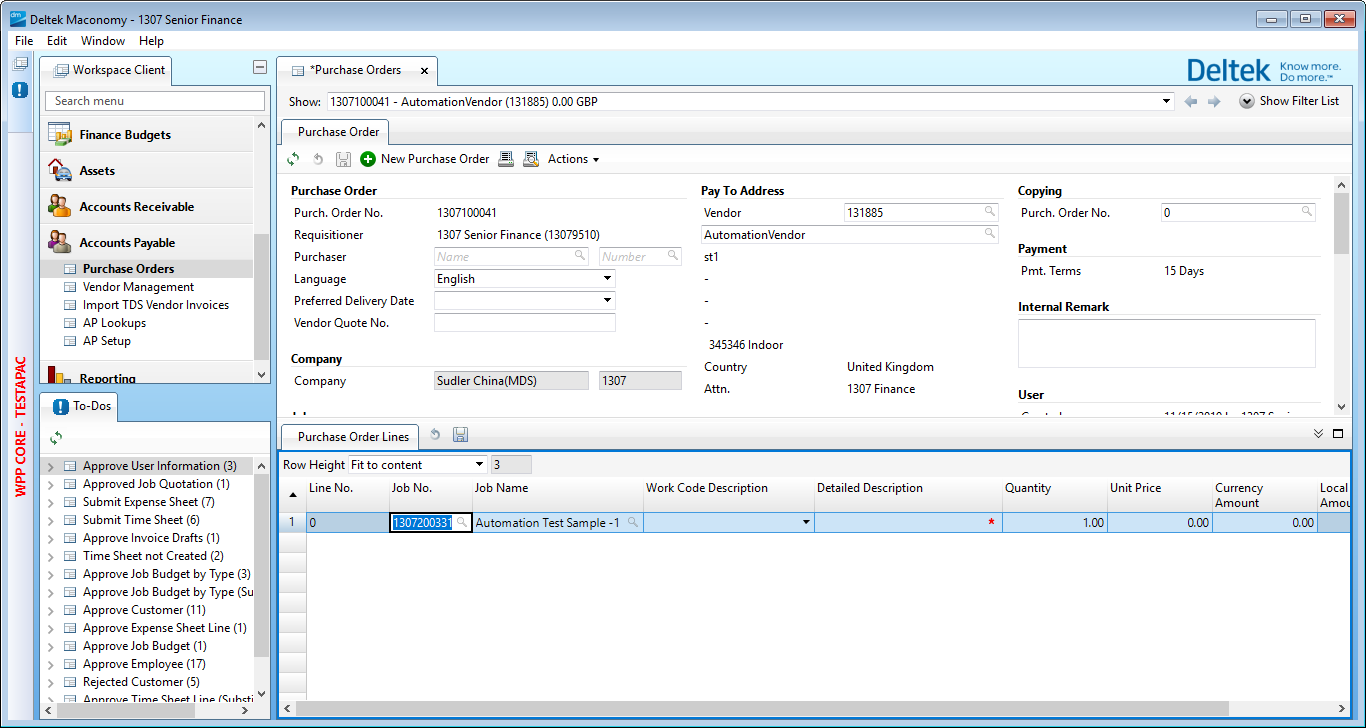 Deltek Maconomy - 1307 Senior Finance
File Edit Window Help
Workspace Client
Search menu
Finance Budgets
Assets
Accounts Receivable
Accounts Payable
Purchase Orders
Vendor Management
Import TDS Vendor Invoices
AP Lookups
AP Setup
Reporting
WPP CORE - TESTAPAC
To-Dos
Approve User Information (3)
Approved Job Quotation (1)
Submit Expense Sheet (7)
Submit Time Sheet (6)
Approve Invoice Drafts (1)
Time Sheet not Created (2)
Approve Job Budget by Type (3)
Approve Job Budget by Type (Su
Approve Customer (11)
Approve Expense Sheet Line (1)
Approve Job Budget (1)
Approve Employee (17)
Rejected Customer (5)
Approve Time Sheet Line (Substi
*Purchase Orders
Deltek Know more.
Do more.™
Show: 1307100041 - AutomationVendor (131885) 0.00 GBP
Show Filter List
Purchase Order
New Purchase Order Actions
Purchase Order
Purch. Order No. 1307100041
Requisitioner 1307 Senior Finance (13079510)
Purchaser Name Number
Language English
Preferred Delivery Date
Vendor Quote No.
Company
Company Sudler China(MDS) 1307
Pay To Address
Vendor 131885
AutomationVendor
st1
-
-
-
345346 Indoor
Country United Kingdom
Attn. 1307 Finance
Copying
Purch. Order No. 0
Payment
Pmt. Terms 15 Days
Internal Remark
User
Purchase Order Lines
Row Height Fit to content 3
Line No. Job No. Job Name Work Code Description Detailed Description Quantity Unit Price Currency Amount Local Amou
1 0 1307200331 Automation Test Sample -1 * 1.00 0.00 0.00